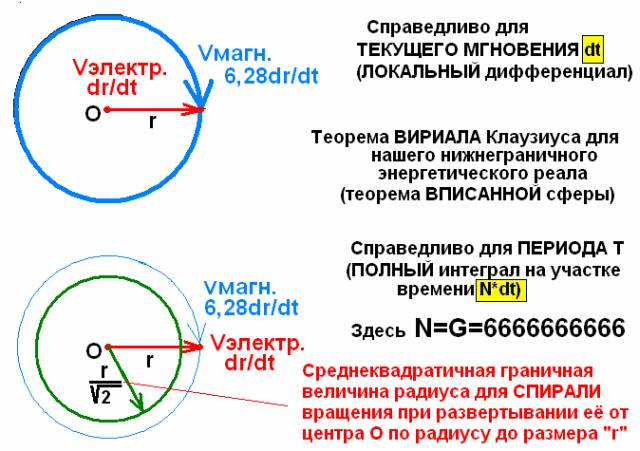 Справедливо для
ТЕКУЩЕГО МГНОВЕНИЯ dt
(ЛОКАЛЬНЫЙ дифференциал)
Vмагн.
6,28dr/dt
Vэлектр.
dr/dt
O
r
Теорема ВИРИАЛА Клаузиуса для
нашего нижнеграничного
энергетического реала
(теорема ВПИСАННОЙ сферы)
Справедливо для ПЕРИОДА Т
(ПОЛНЫЙ интеграл на участке
времени N*dt)
Здесь N=G=6666666666
Vмагн.
6,28dr/dt
Vэлектр.
dr/dt
O
r
r
√2
Среднеквадратичная граничная
величина радиуса для СПИРАЛИ
вращения при развертывании её от
центра О по радиусу до размера "r"